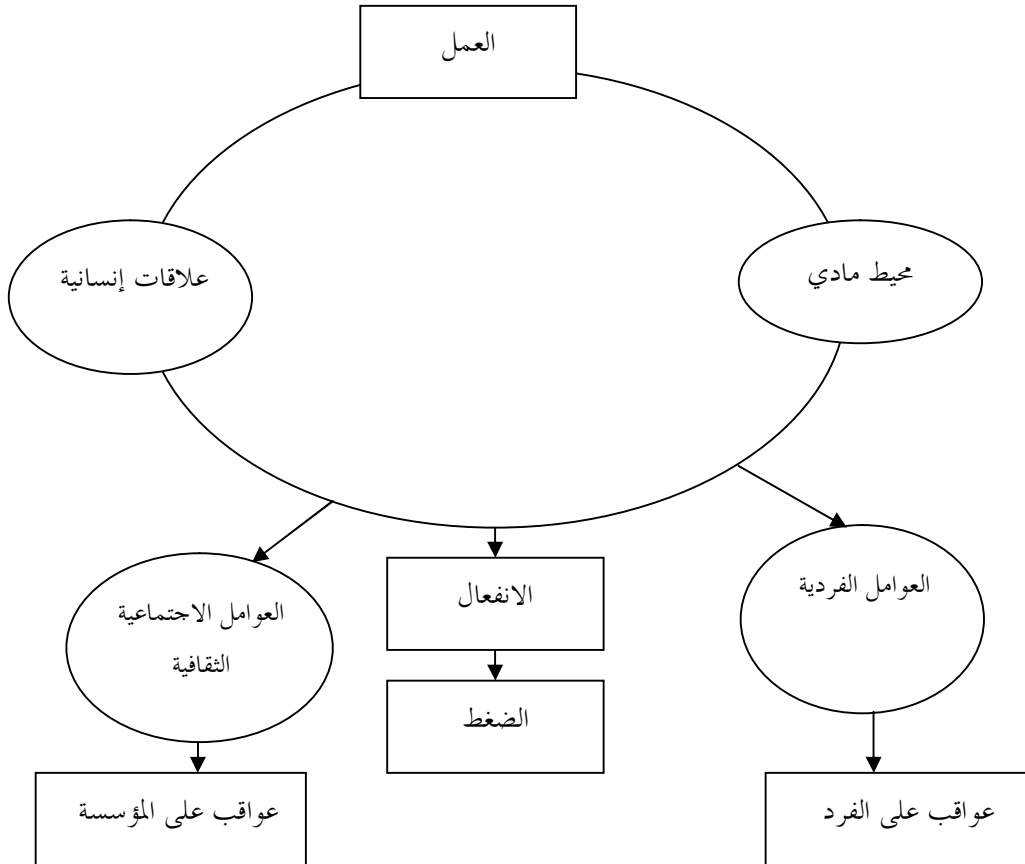 العمل
محيط مادي
علاقات إنسانية
العوامل الفردية
الانفعال
العوامل الاجتماعية
الثقافية
الضغط
عواقب على الفرد
عواقب على المؤسسة